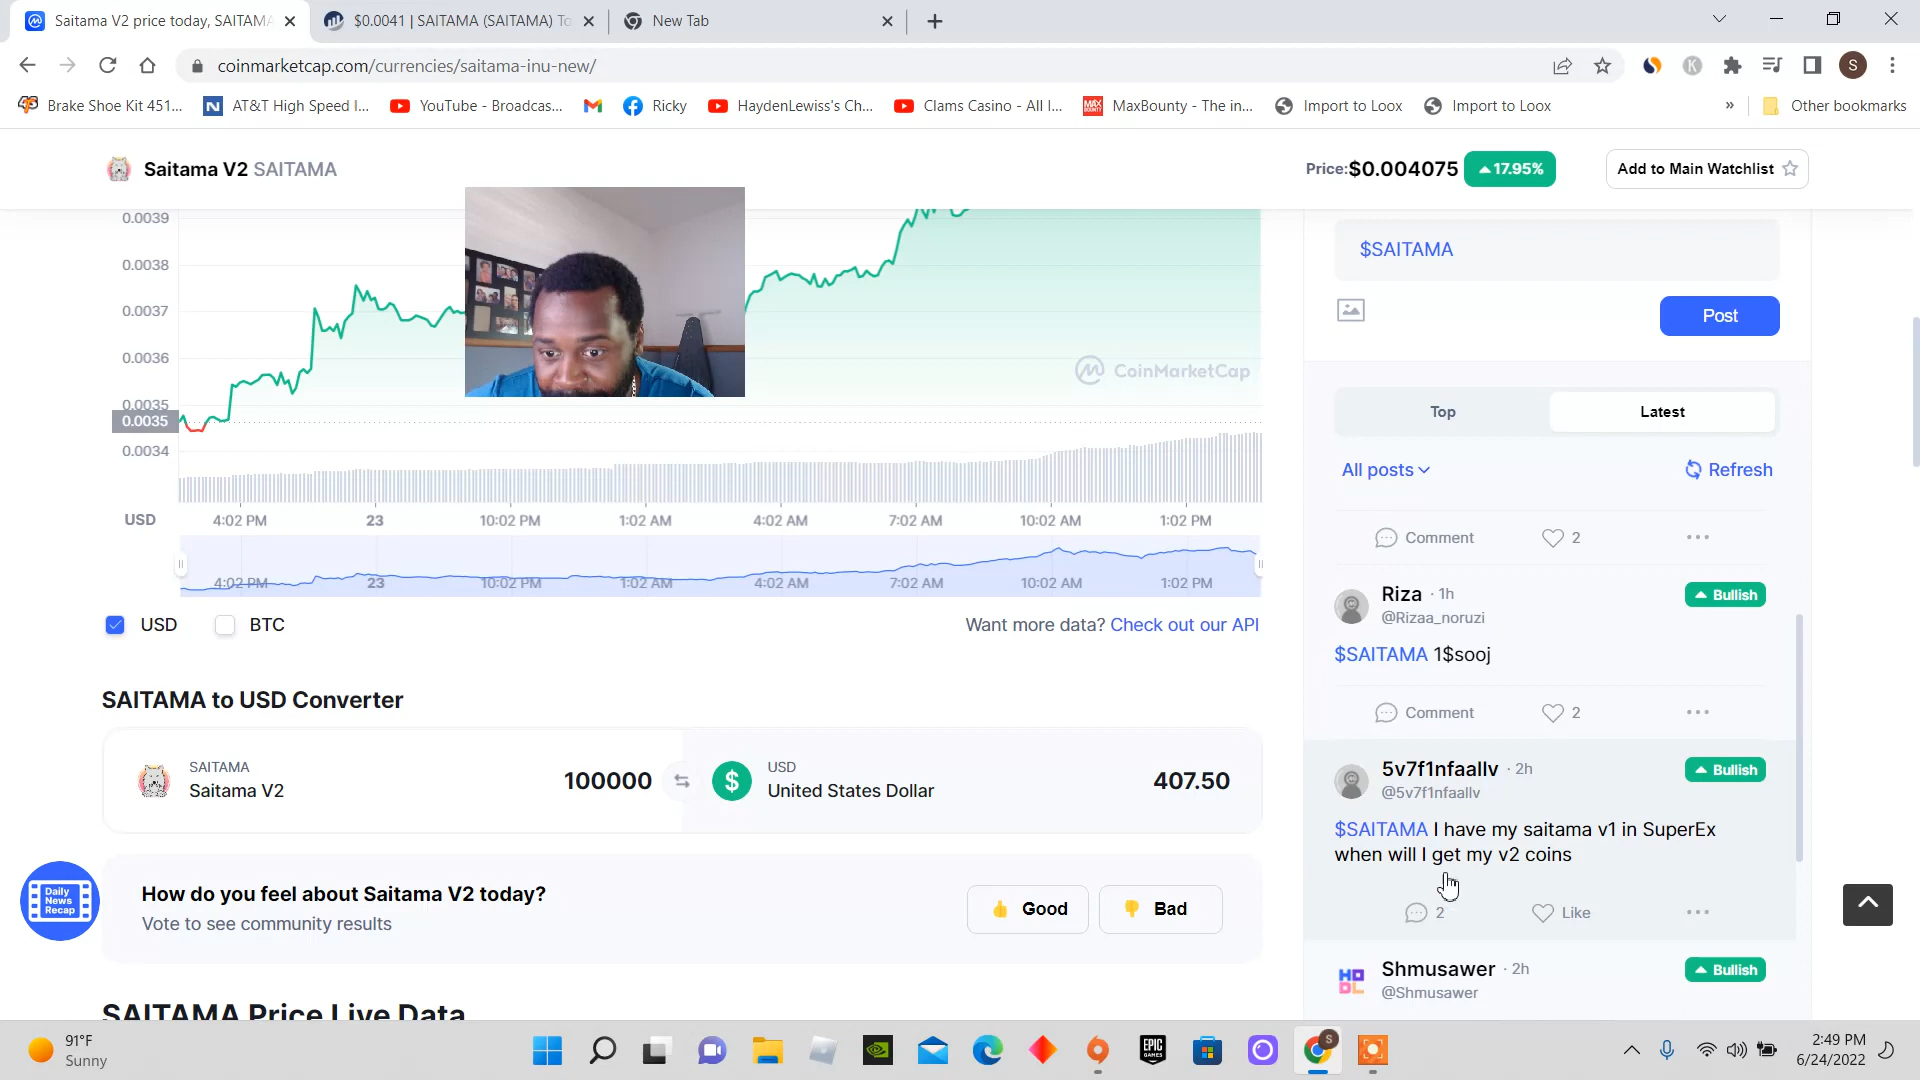 Saitama V2 price today, SAITAMA
$0.0041 | SAITAMA (SAITAMA) To
New Tab
coinmarketcap.com/currencies/saitama-inu-new/
S
Brake Shoe Kit 451...
AT&T High Speed I...
YouTube - Broadcas...
Ricky
HaydenLewiss's Ch...
Clams Casino - All I...
MaxBounty - The in...
Import to Loox
Import to Loox
»
Other bookmarks
Saitama V2 SAITAMA
Price:$0.004075
17.95%
Add to Main Watchlist
0.0039
0.0038
0.0037
0.0036
0.0035
0.0035
0.0034
CoinMarketCap
USD
4:02 PM
23
10:02 PM
1:02 AM
4:02 AM
7:02 AM
10:02 AM
1:02 PM
4:02 PM
23
10:02 PM
1:02 AM
4:02 AM
7:02 AM
10:02 AM
1:02 PM
USD
BTC
Want more data? Check out our API
SAITAMA to USD Converter
SAITAMA
Saitama V2
100000
USD
United States Dollar
407.50
Daily
News
Recap
How do you feel about Saitama V2 today?
Vote to see community results
Good
Bad
SAITAMA Price Live Data
$SAITAMA
Post
Top
Latest
All posts
Refresh
Comment
2
Riza · 1h
@Rizaa_noruzi
Bullish
$SAITAMA 1$sooj
Comment
2
5v7f1nfaallv · 2h
@5v7f1nfaallv
Bullish
$SAITAMA I have my saitama v1 in SuperEx
when will I get my v2 coins
2
Like
HO
DL
Shmusawer · 2h
@Shmusawer
Bullish
91°F
Sunny
EPIC
GAMES
S
2:49 PM
6/24/2022